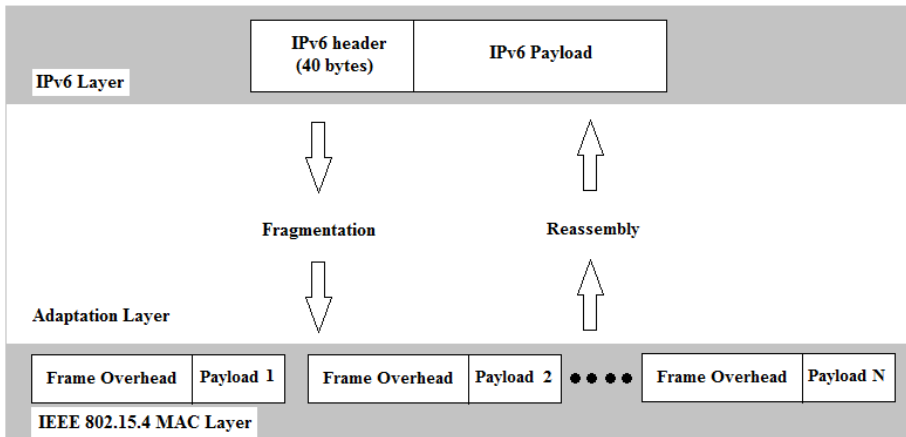 IPv6 header
(40 bytes)
IPv6 Payload
IPv6 Layer
Fragmentation
Reassembly
Adaptation Layer
Frame Overhead
Payload 1
Frame Overhead
Payload 2
Frame Overhead
Payload N
IEEE 802.15.4 MAC Layer